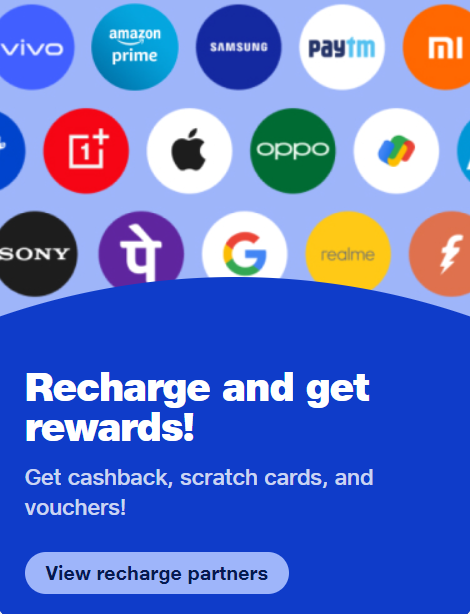 vivo
amazon
prime
SAMSUNG
paytm
mi
1+
oppo
SONY
पे
G
realme
Recharge and get
rewards!
Get cashback, scratch cards, and
vouchers!
View recharge partners